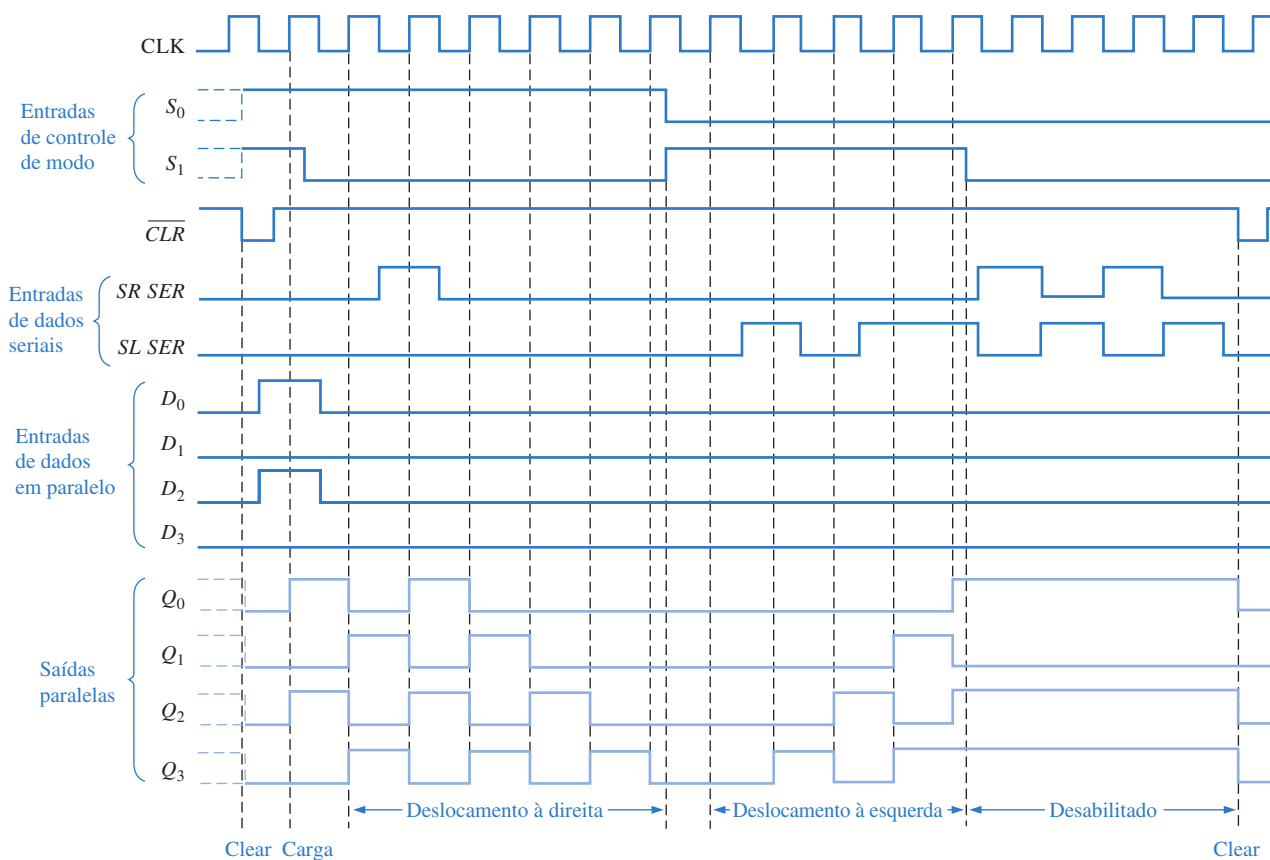 CLK
Entradas
de controle
de modo
S0
S1
CLR
Entradas
de dados
seriais
SR SER
SL SER
Entradas
de dados
em paralelo
D0
D1
D2
D3
Saídas
paralelas
Q0
Q1
Q2
Q3
Deslocamento à direita
Deslocamento à esquerda
Desabilitado
Clear
Carga
Clear